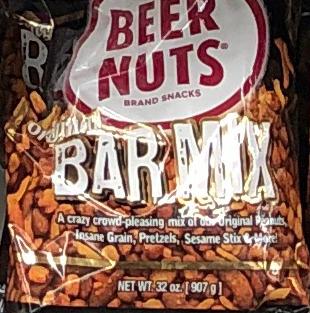 B
BEER
NUTS®
BRAND SNACKS
ORIGINAL
BAR MIX
A crazy crowd-pleasing mix of our Original Peanuts,
Insane Grain, Pretzels, Sesame Stix & More!
NET WT. 32 oz. [ 907 g ]